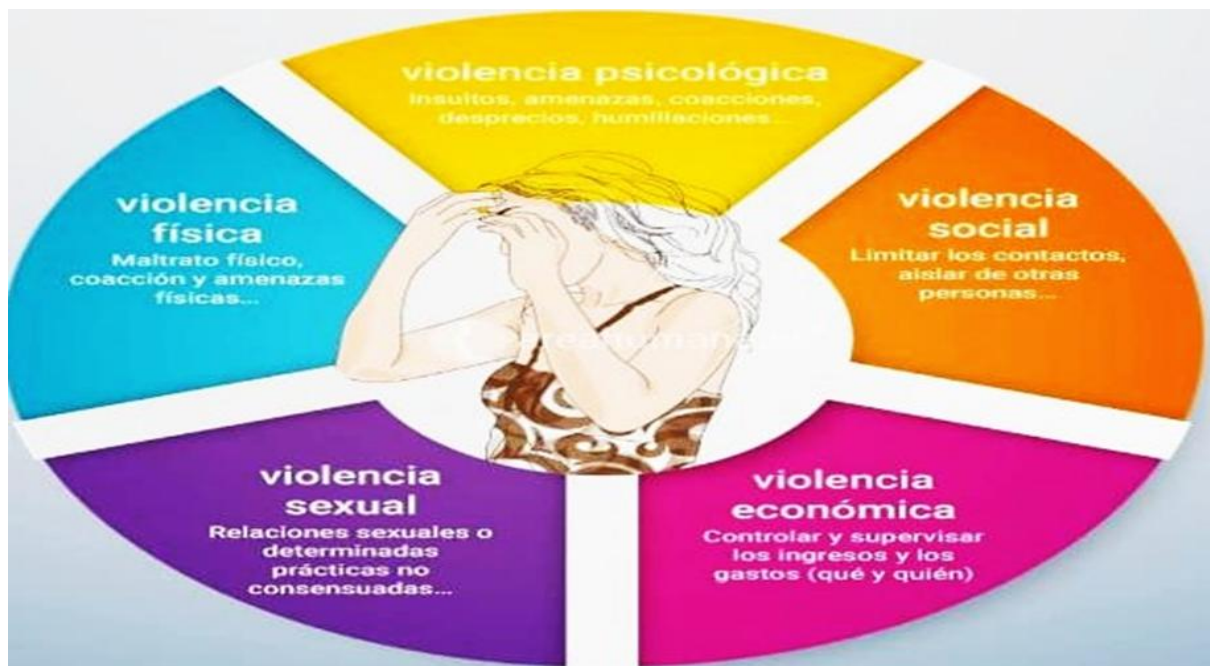 violencia psicológica
Insultos, amenazas, coacciones,
desprecios, humillaciones...
violencia
física
Maltrato físico,
coacción y amenazas
físicas...
violencia
social
Limitar los contactos,
aislar de otras
personas...
violencia
sexual
Relaciones sexuales o
determinadas
prácticas no
consensuadas...
violencia
económica
Controlar y supervisar
los ingresos y los
gastos (qué y quién)